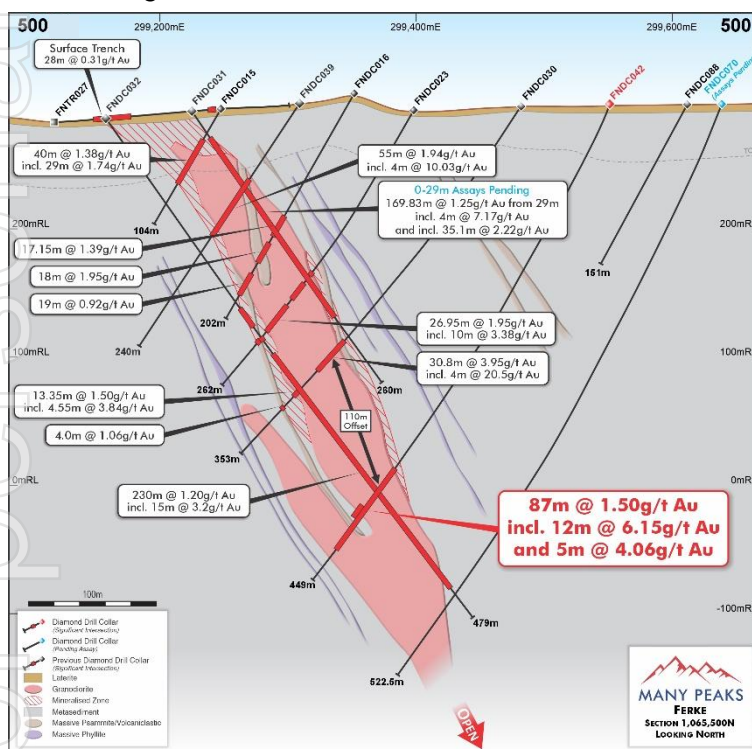 500
299,200mE
299,400mE
299,600mE
500
Surface Trench
28m @ 0.31g/t Au
FNTR027
FNDC032
FNDC031
FNDC015
FNDC039
FNDC016
FNDC023
FNDC030
FNDC042
FNDC088
FNDC070
(Assays Pending)
40m @ 1.38g/t Au
incl. 29m @ 1.74g/t Au
55m @ 1.94g/t Au
incl. 4m @ 10.03g/t Au
0-29m Assays Pending
169.83m @ 1.25g/t Au from 29m
incl. 4m @ 7.17g/t Au
and incl. 35.1m @ 2.22g/t Au
200mRL
104m
200mRL
17.15m @ 1.39g/t Au
18m @ 1.95g/t Au
19m @ 0.92g/t Au
151m
202m
240m
26.95m @ 1.95g/t Au
incl. 10m @ 3.38g/t Au
100mRL
100mRL
30.8m @ 3.95g/t Au
incl. 4m @ 20.5g/t Au
262m
260m
13.35m @ 1.50g/t Au
incl. 4.55m @ 3.84g/t Au
110m
Offset
4.0m @ 1.06g/t Au
353m
0mRL
0mRL
230m @ 1.20g/t Au
incl. 15m @ 3.2g/t Au
87m @ 1.50g/t Au
incl. 12m @ 6.15g/t Au
and 5m @ 4.06g/t Au
449m
479m
-100mRL
100m
522.5m
Diamond Drill Collar
(Significant Intersection)
Diamond Drill Collar
(Pending Assay)
Previous Diamond Drill Collar
(Significant Intersection)
Laterite
Granodiorite
Mineralised Zone
Metasediment
Massive Psammite/Volcaniclastic
Massive Phyllite
OPEN
MANY PEAKS
FERKE
SECTION 1,065,500N
LOOKING NORTH